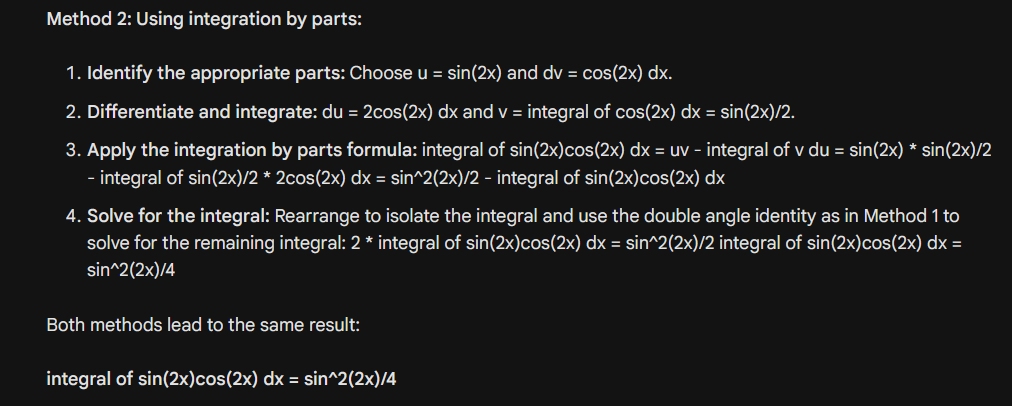 Method 2: Using integration by parts:
1. Identify the appropriate parts: Choose u = sin(2x) and dv = cos(2x) dx.
2. Differentiate and integrate: du = 2cos(2x) dx and v = integral of cos(2x) dx = sin(2x)/2.
3. Apply the integration by parts formula: integral of sin(2x)cos(2x) dx = uv - integral of v du = sin(2x) * sin(2x)/2
- integral of sin(2x)/2 * 2cos(2x) dx = sin^2(2x)/2 - integral of sin(2x)cos(2x) dx
4. Solve for the integral: Rearrange to isolate the integral and use the double angle identity as in Method 1 to
solve for the remaining integral: 2 * integral of sin(2x)cos(2x) dx = sin^2(2x)/2 integral of sin(2x)cos(2x) dx =
sin^2(2x)/4
Both methods lead to the same result:
integral of sin(2x)cos(2x) dx = sin^2(2x)/4